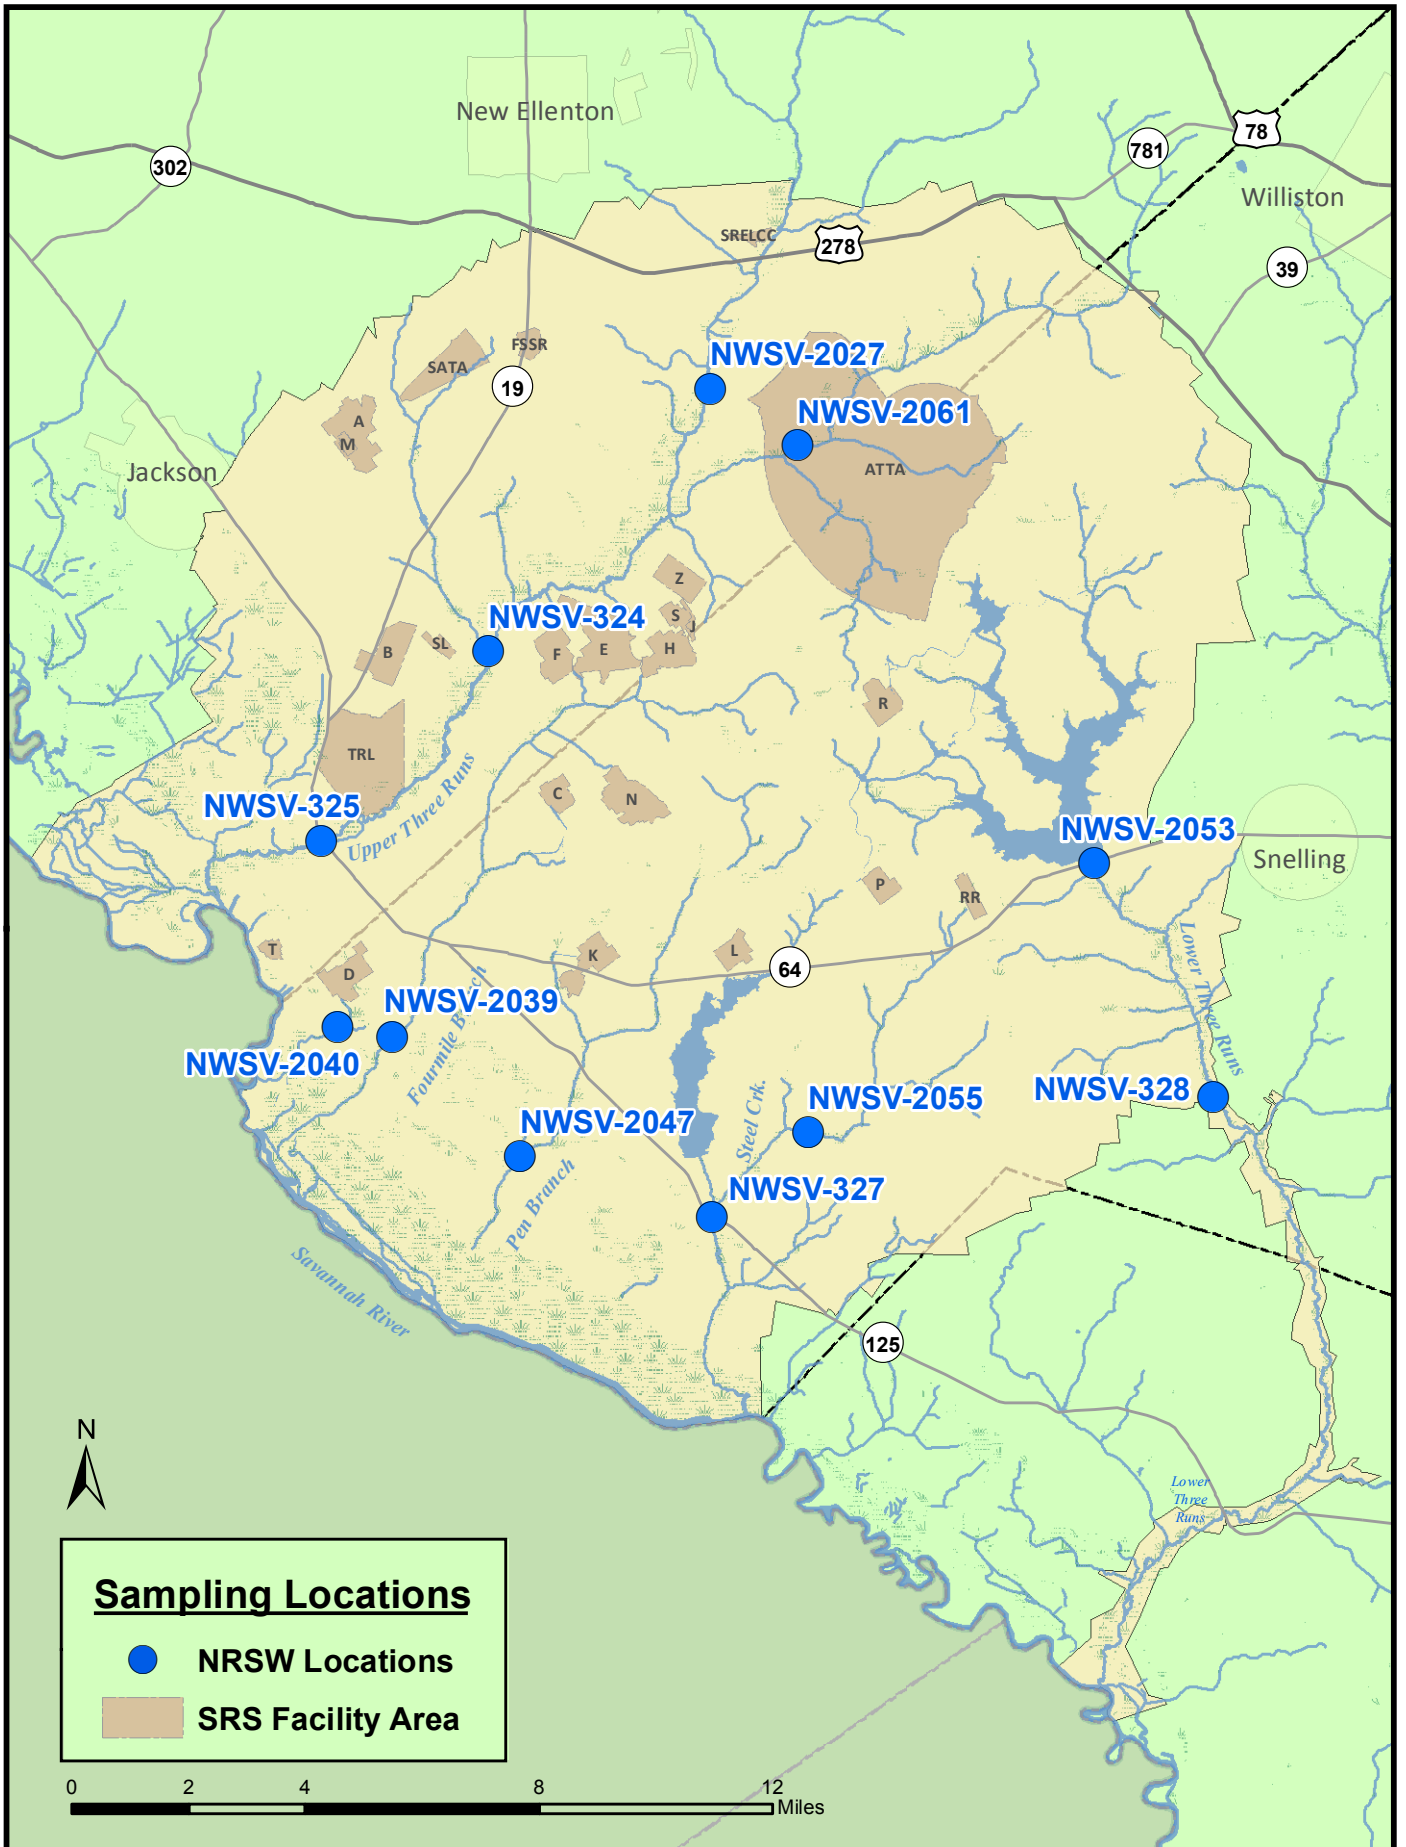 New Ellenton
302
781
78
Williston
SRELCC
278
39
FSSR
SATA
NWSV-2027
19
A
M
NWSV-2061
ATTA
Jackson
Z
NWSV-324
S
J
B
SL
F
E
H
R
TRL
C
N
NWSV-325
Upper Three Runs
NWSV-2053
Snelling
P
RR
T
D
K
L
64
Lower Three Runs
NWSV-2039
Fourmile Branch
NWSV-2040
NWSV-2055
NWSV-328
NWSV-2047
Steel Crk.
Pen Branch
NWSV-327
Savannah River
125
N
Lower
Three
Runs
Sampling Locations
NRSW Locations
SRS Facility Area
0 2 4 8 12
Miles